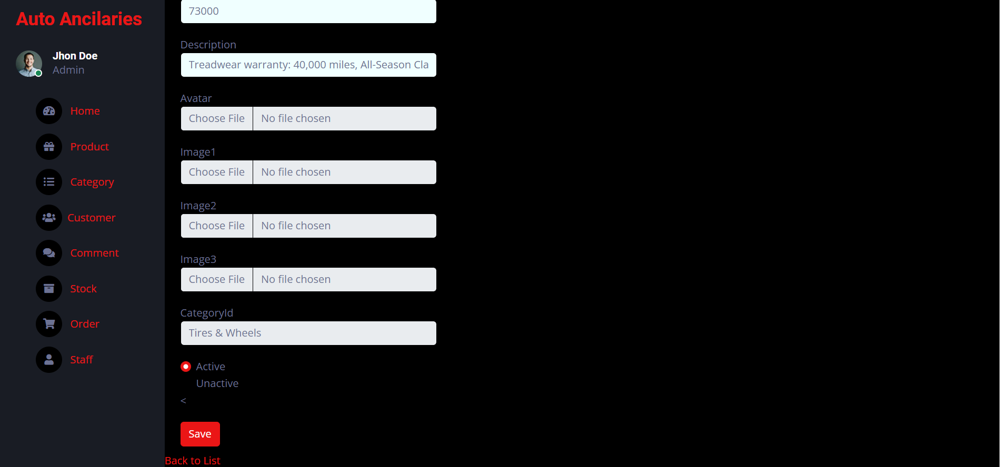 Auto Ancilaries
Jhon Doe
Admin
Home
Product
Category
Customer
Comment
Stock
Order
Staff
73000
Description
Treadwear warranty: 40,000 miles, All-Season Cla
Avatar
Choose File No file chosen
Image1
Choose File No file chosen
Image2
Choose File No file chosen
Image3
Choose File No file chosen
CategoryId
Tires & Wheels
Active
Unactive
<
Save
Back to List